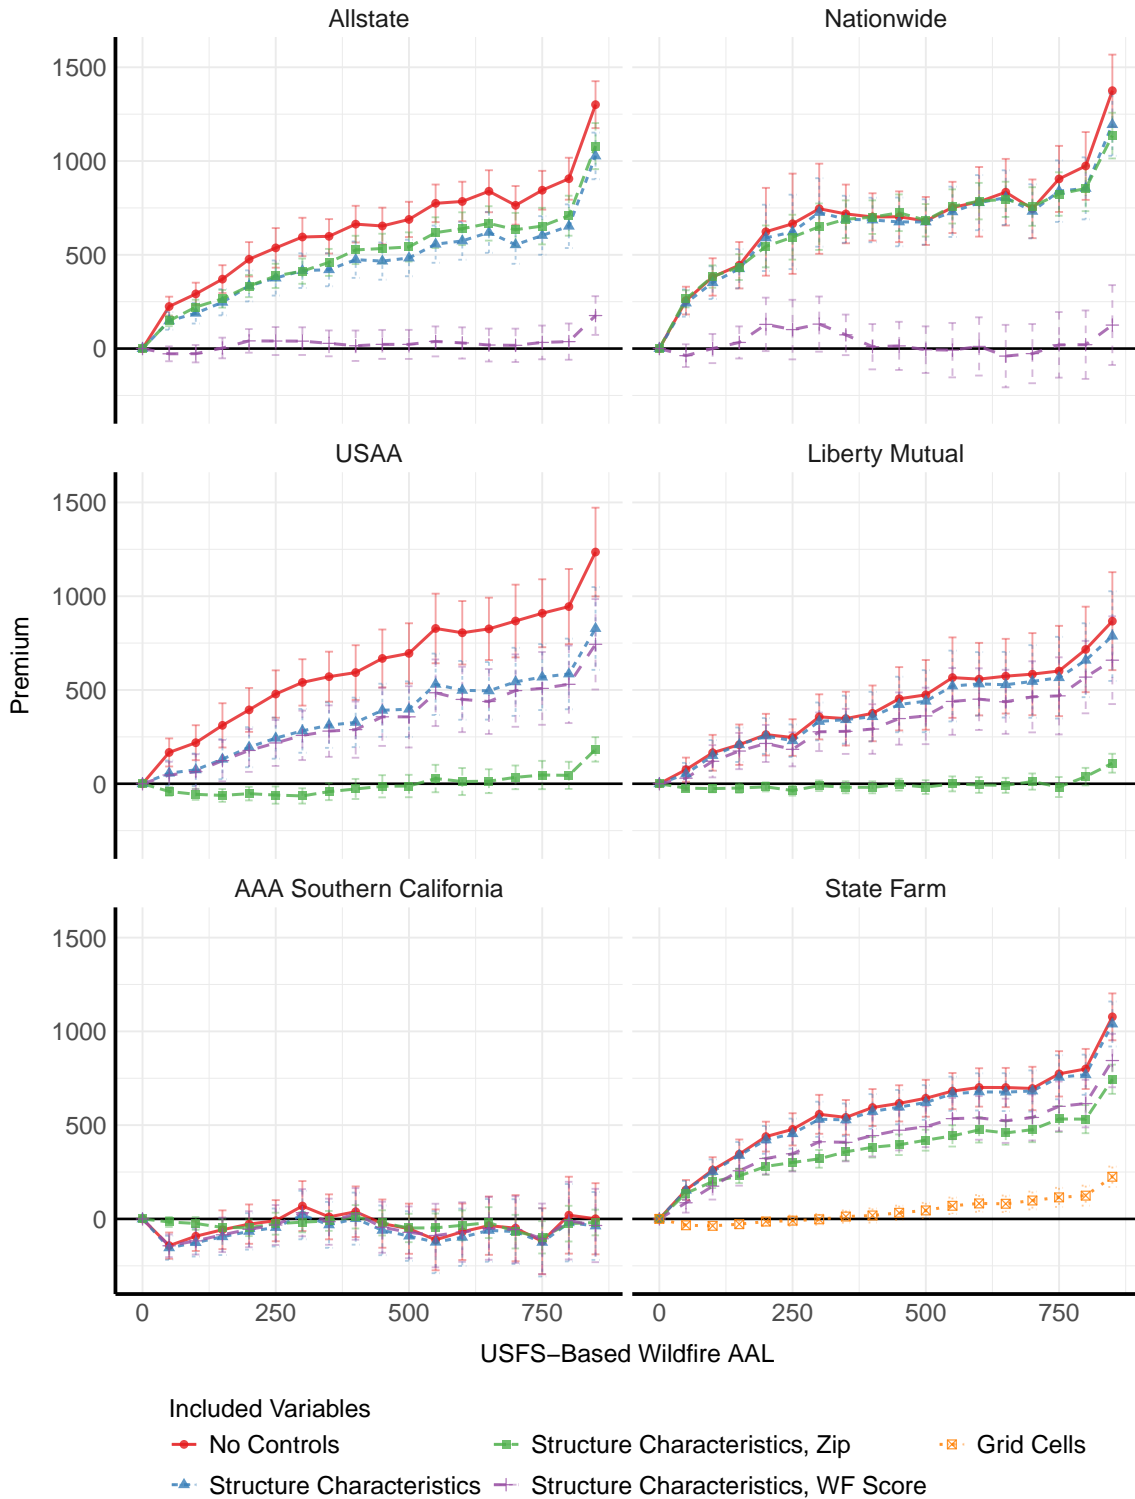 Allstate
Nationwide
1500
1000
500
0
USAA
Liberty Mutual
1500
1000
500
0
Premium
AAA Southern California
State Farm
1500
1000
500
0
0 250 500 750 0 250 500 750
USFS−Based Wildfire AAL
Included Variables
No Controls
Structure Characteristics, Zip
Grid Cells
Structure Characteristics
Structure Characteristics, WF Score